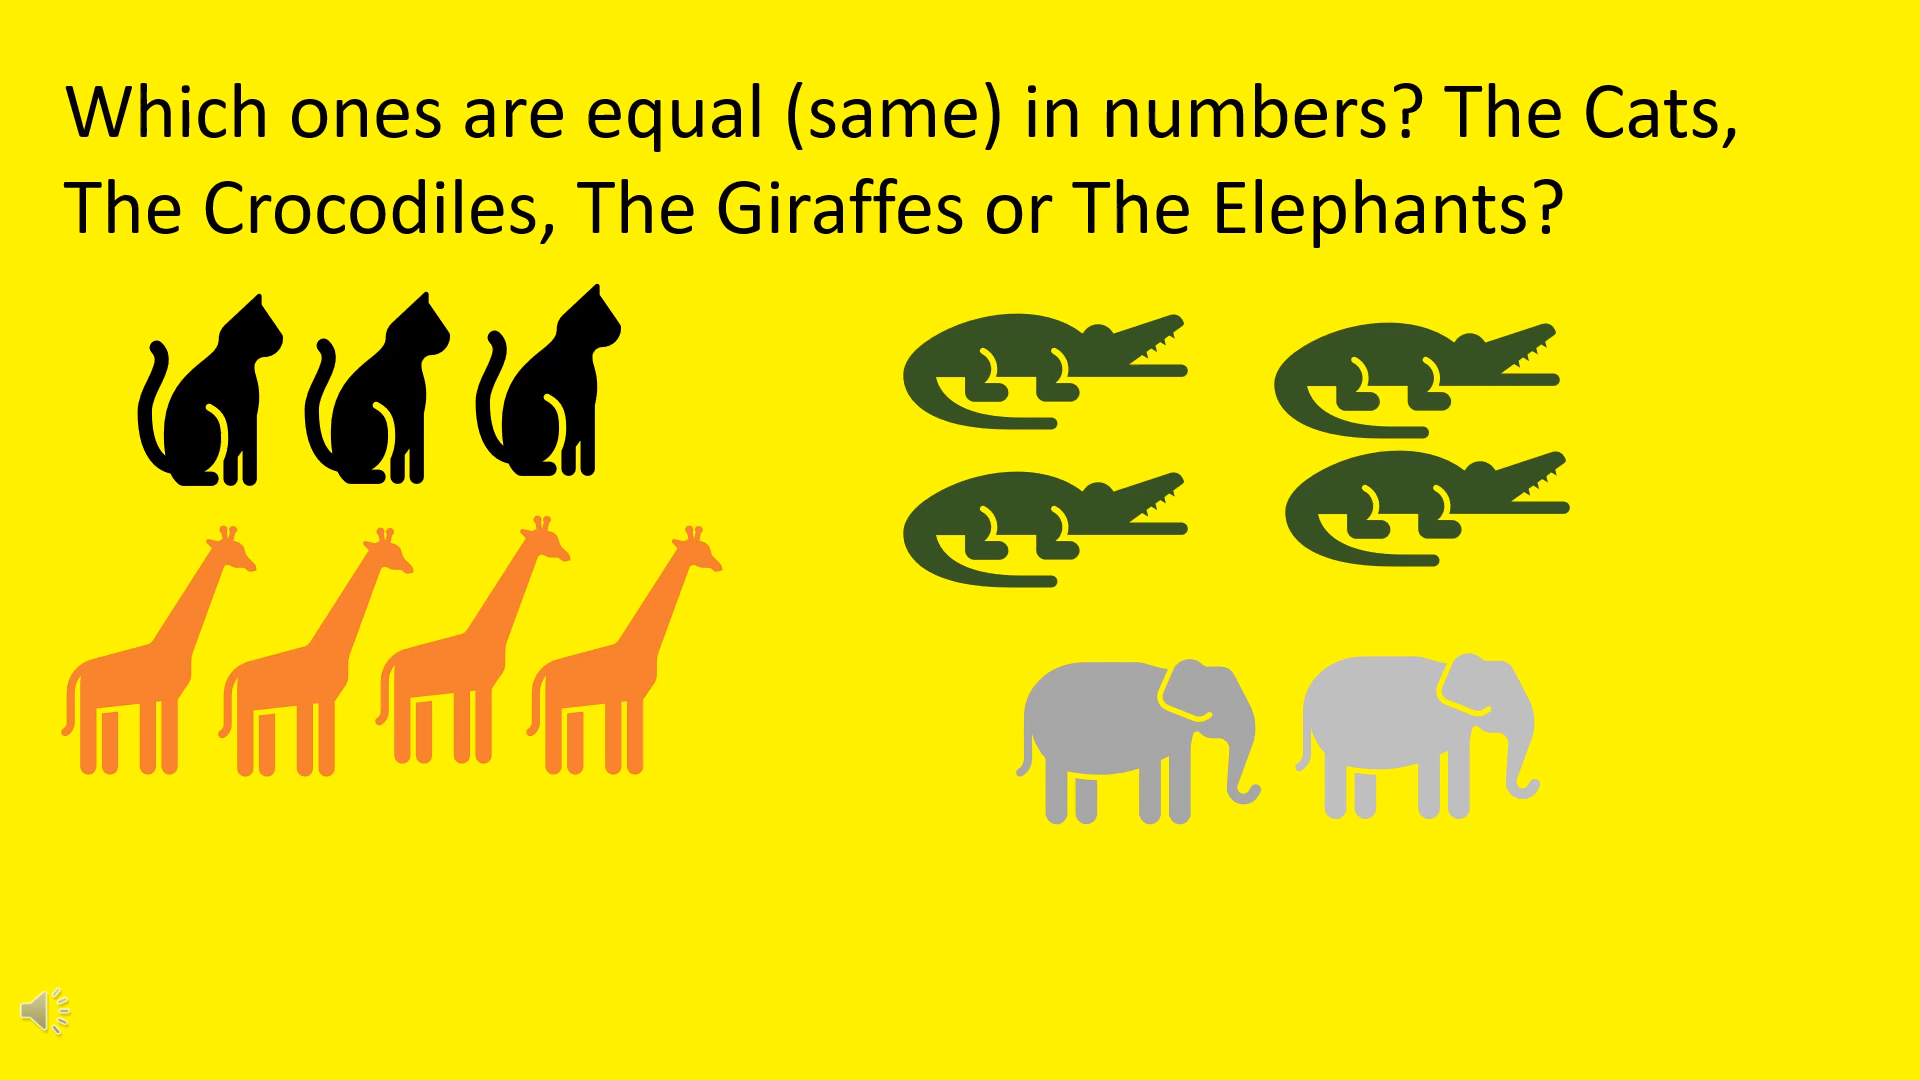 Which ones are equal (same) in numbers? The Cats,
The Crocodiles, The Giraffes or The Elephants?